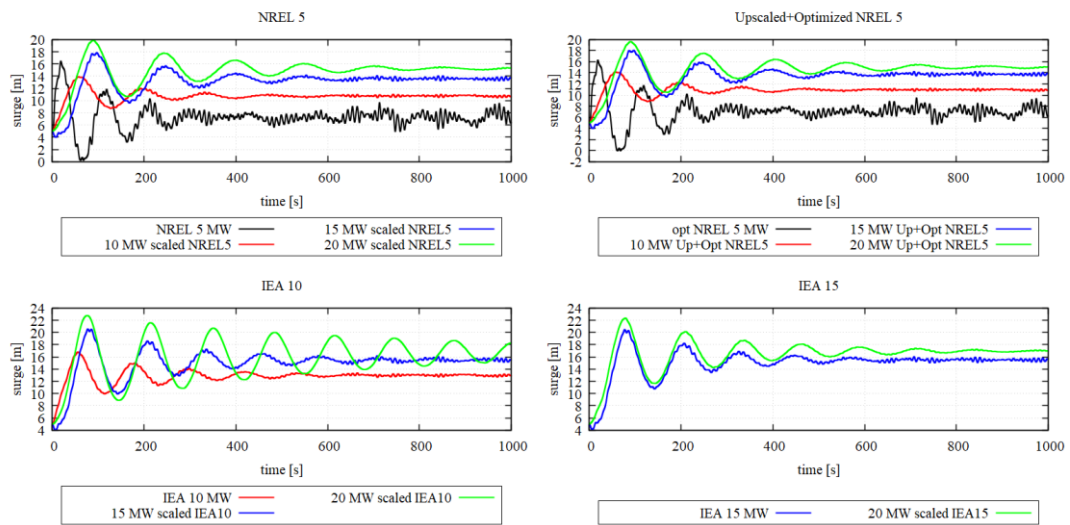 NREL 5
surge [m]
20
18
16
14
12
10
8
6
4
2
0
0 200 400 600 800 1000
time [s]
NREL 5 MW
15 MW scaled NREL5
10 MW scaled NREL5
20 MW scaled NREL5
Upscaled+Optimized NREL 5
surge [m]
20
18
16
14
12
10
8
6
4
2
0
-2
0 200 400 600 800 1000
time [s]
opt NREL 5 MW
15 MW Up+Opt NREL5
10 MW Up+Opt NREL5
20 MW Up+Opt NREL5
IEA 10
surge [m]
24
22
20
18
16
14
12
10
8
6
4
0 200 400 600 800 1000
time [s]
IEA 10 MW
20 MW scaled IEA10
15 MW scaled IEA10
IEA 15
surge [m]
24
22
20
18
16
14
12
10
8
6
4
0 200 400 600 800 1000
time [s]
IEA 15 MW
20 MW scaled IEA15